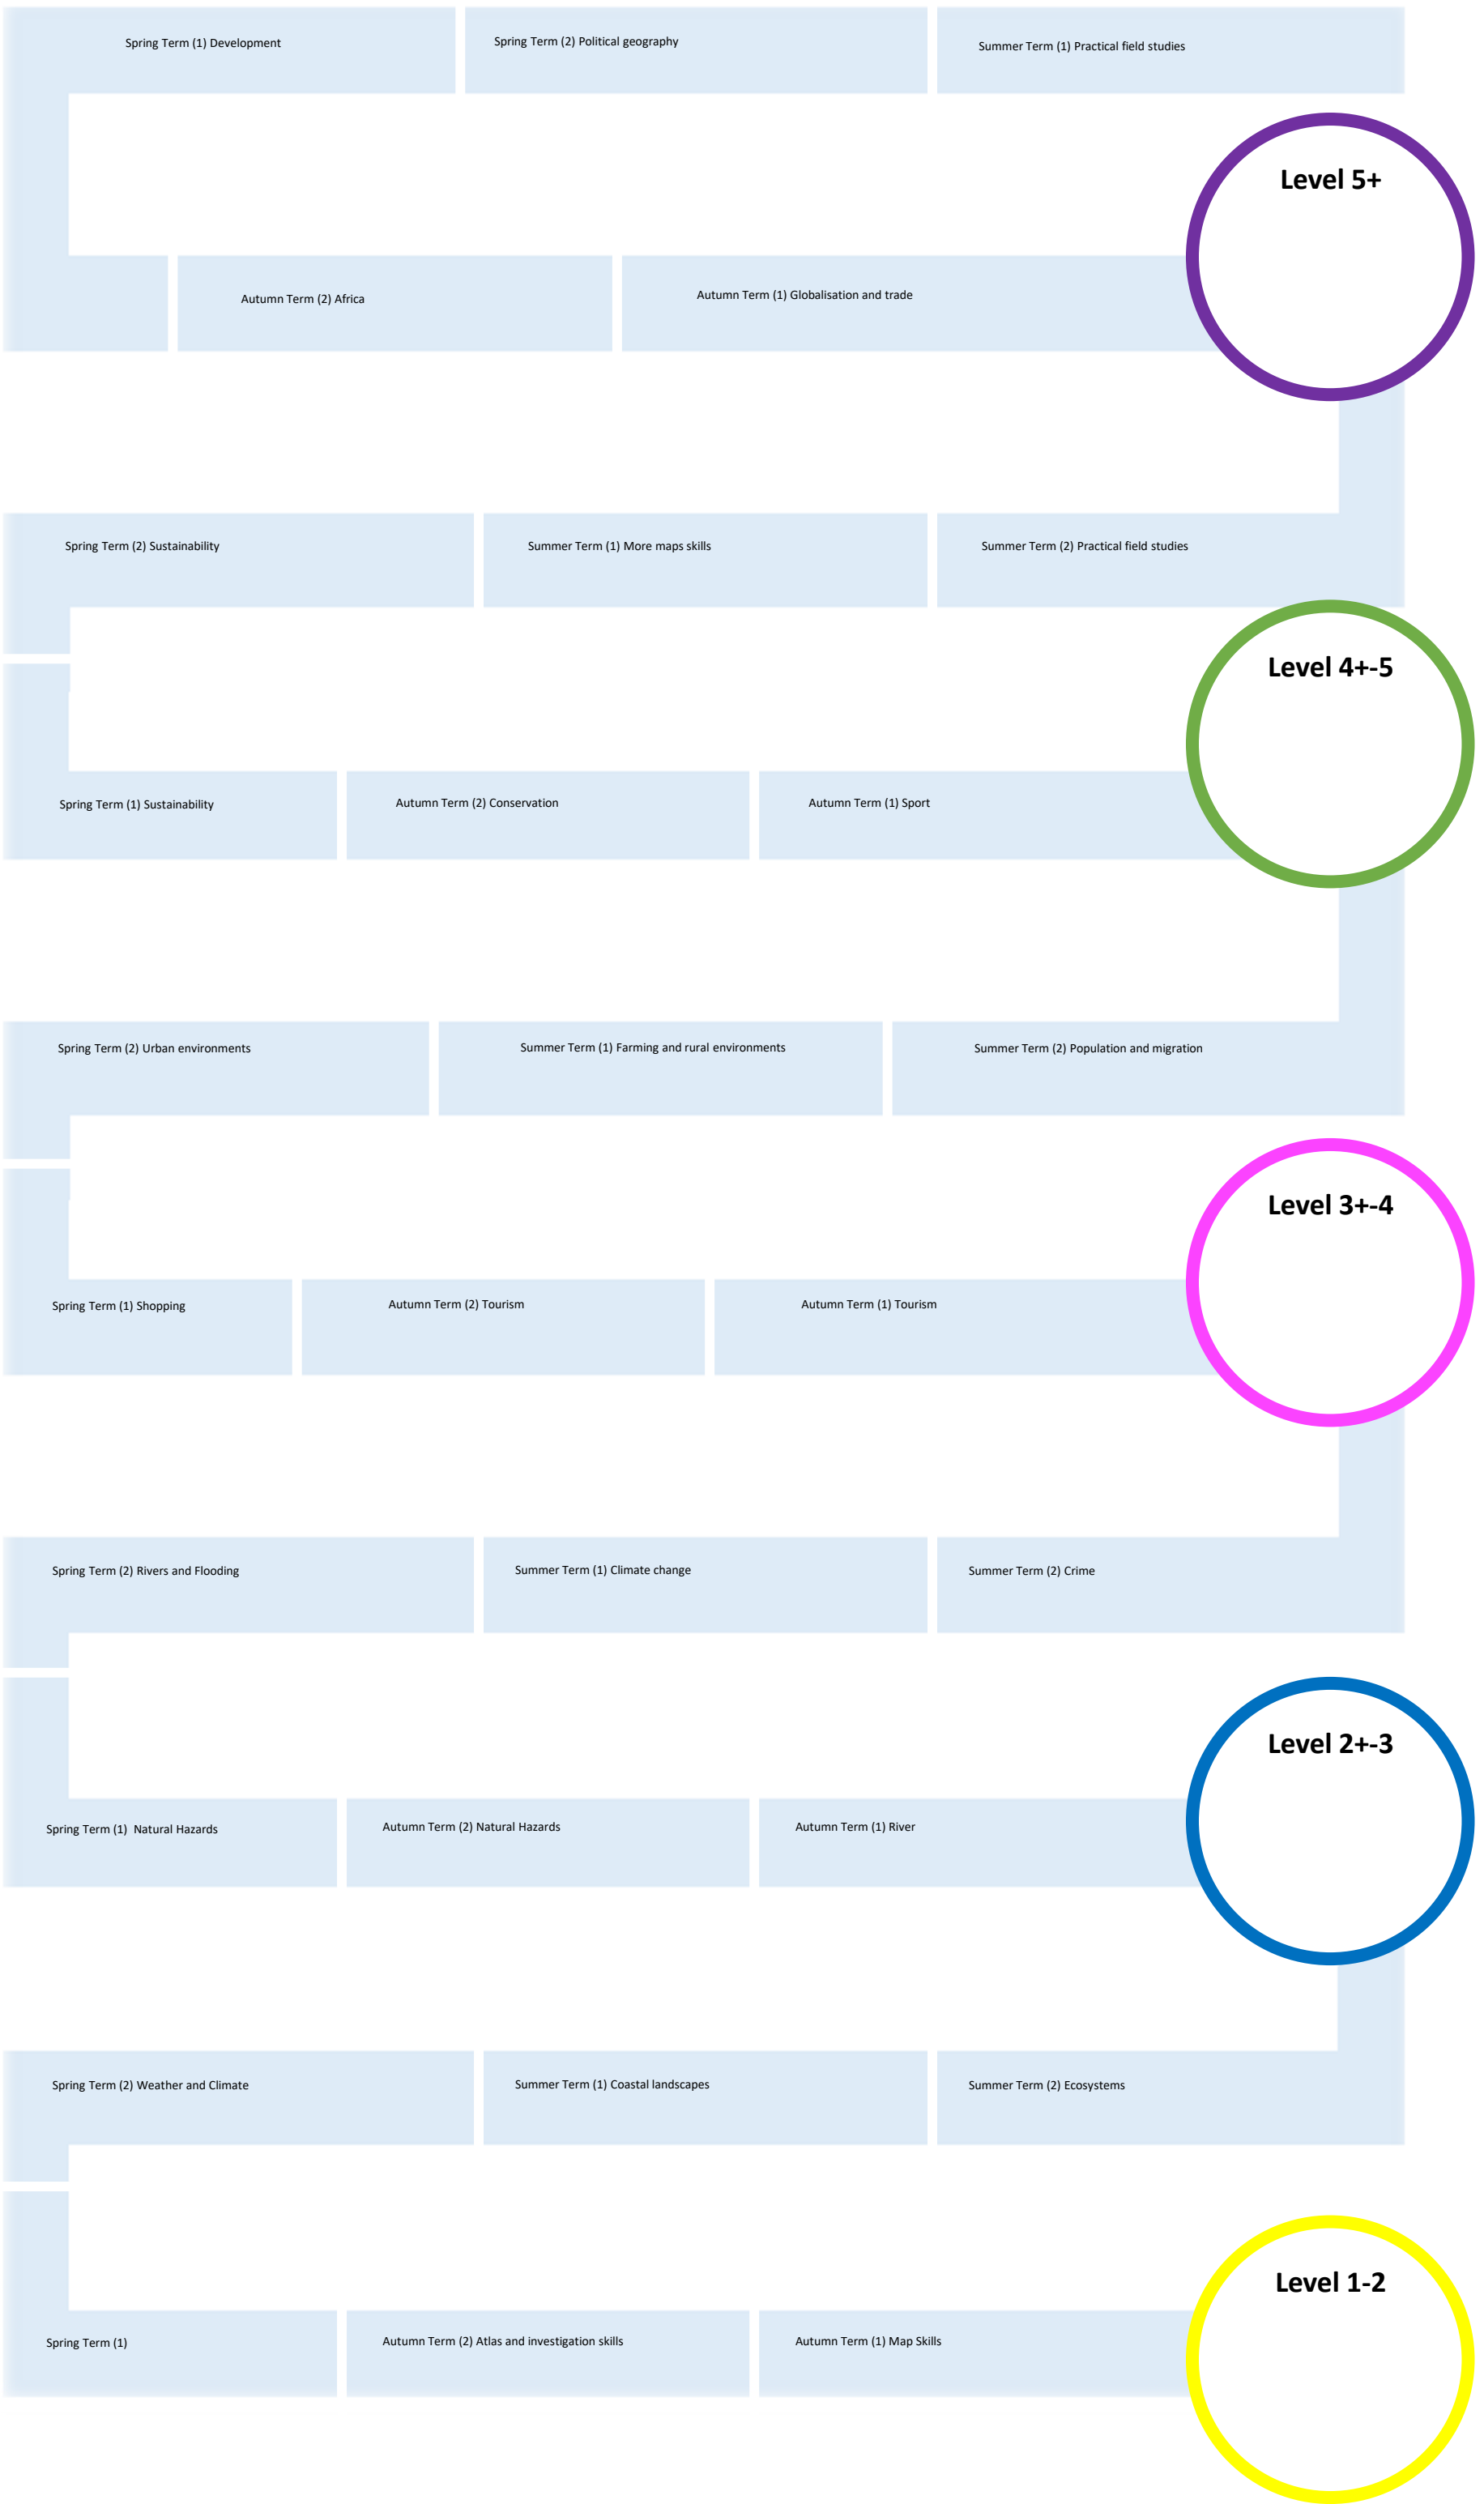 Spring Term (1) Development
Spring Term (2) Political geography
Summer Term (1) Practical field studies
Level 5+
Autumn Term (2) Africa
Autumn Term (1) Globalisation and trade
Spring Term (2) Sustainability
Summer Term (1) More maps skills
Summer Term (2) Practical field studies
Level 4+-5
Spring Term (1) Sustainability
Autumn Term (2) Conservation
Autumn Term (1) Sport
Spring Term (2) Urban environments
Summer Term (1) Farming and rural environments
Summer Term (2) Population and migration
Level 3+-4
Spring Term (1) Shopping
Autumn Term (2) Tourism
Autumn Term (1) Tourism
Spring Term (2) Rivers and Flooding
Summer Term (1) Climate change
Summer Term (2) Crime
Level 2+-3
Spring Term (1)  Natural Hazards
Autumn Term (2) Natural Hazards
Autumn Term (1) River
Spring Term (2) Weather and Climate
Summer Term (1) Coastal landscapes
Summer Term (2) Ecosystems
Level 1-2
Spring Term (1)
Autumn Term (2) Atlas and investigation skills
Autumn Term (1) Map Skills